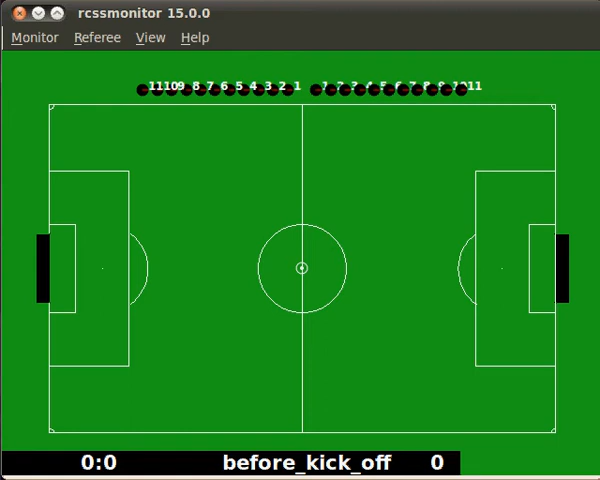 rcssmonitor 15.0.0
Monitor Referee View Help
11 10 9 8 7 6 5 4 3 2 1 1 2 3 4 5 6 7 8 9 10 11
0:0 before_kick_off 0